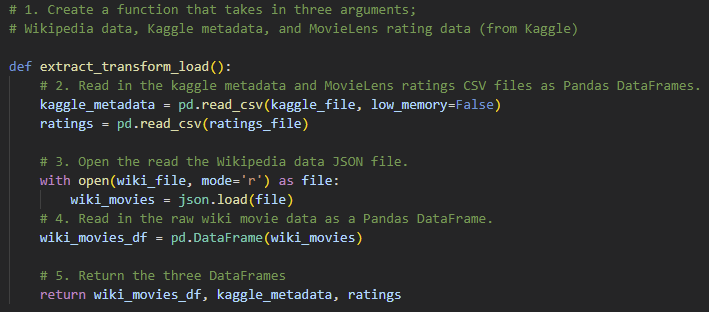 # 1. Create a function that takes in three arguments;
# Wikipedia data, Kaggle metadata, and MovieLens rating data (from Kaggle)
def extract_transform_load():
# 2. Read in the kaggle metadata and MovieLens ratings CSV files as Pandas DataFrames.
kaggle_metadata = pd.read_csv(kaggle_file, low_memory=False)
ratings = pd.read_csv(ratings_file)
# 3. Open the read the Wikipedia data JSON file.
with open(wiki_file, mode='r') as file:
wiki_movies = json.load(file)
# 4. Read in the raw wiki movie data as a Pandas DataFrame.
wiki_movies_df = pd.DataFrame(wiki_movies)
# 5. Return the three DataFrames
return wiki_movies_df, kaggle_metadata, ratings